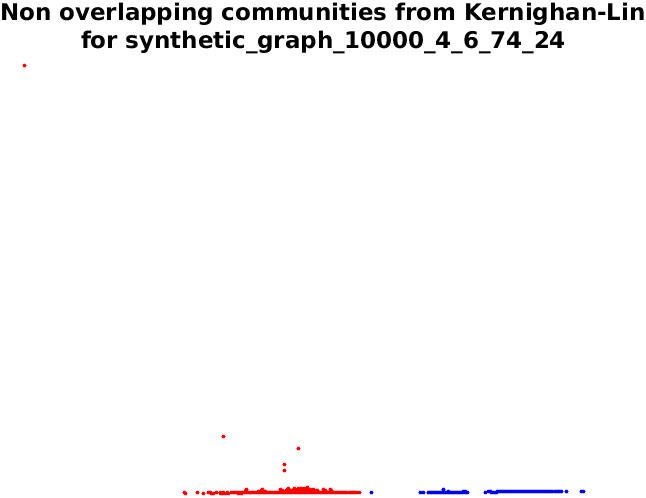 Non overlapping communities from Kernighan-Lin
for synthetic_graph_10000_4_6_74_24